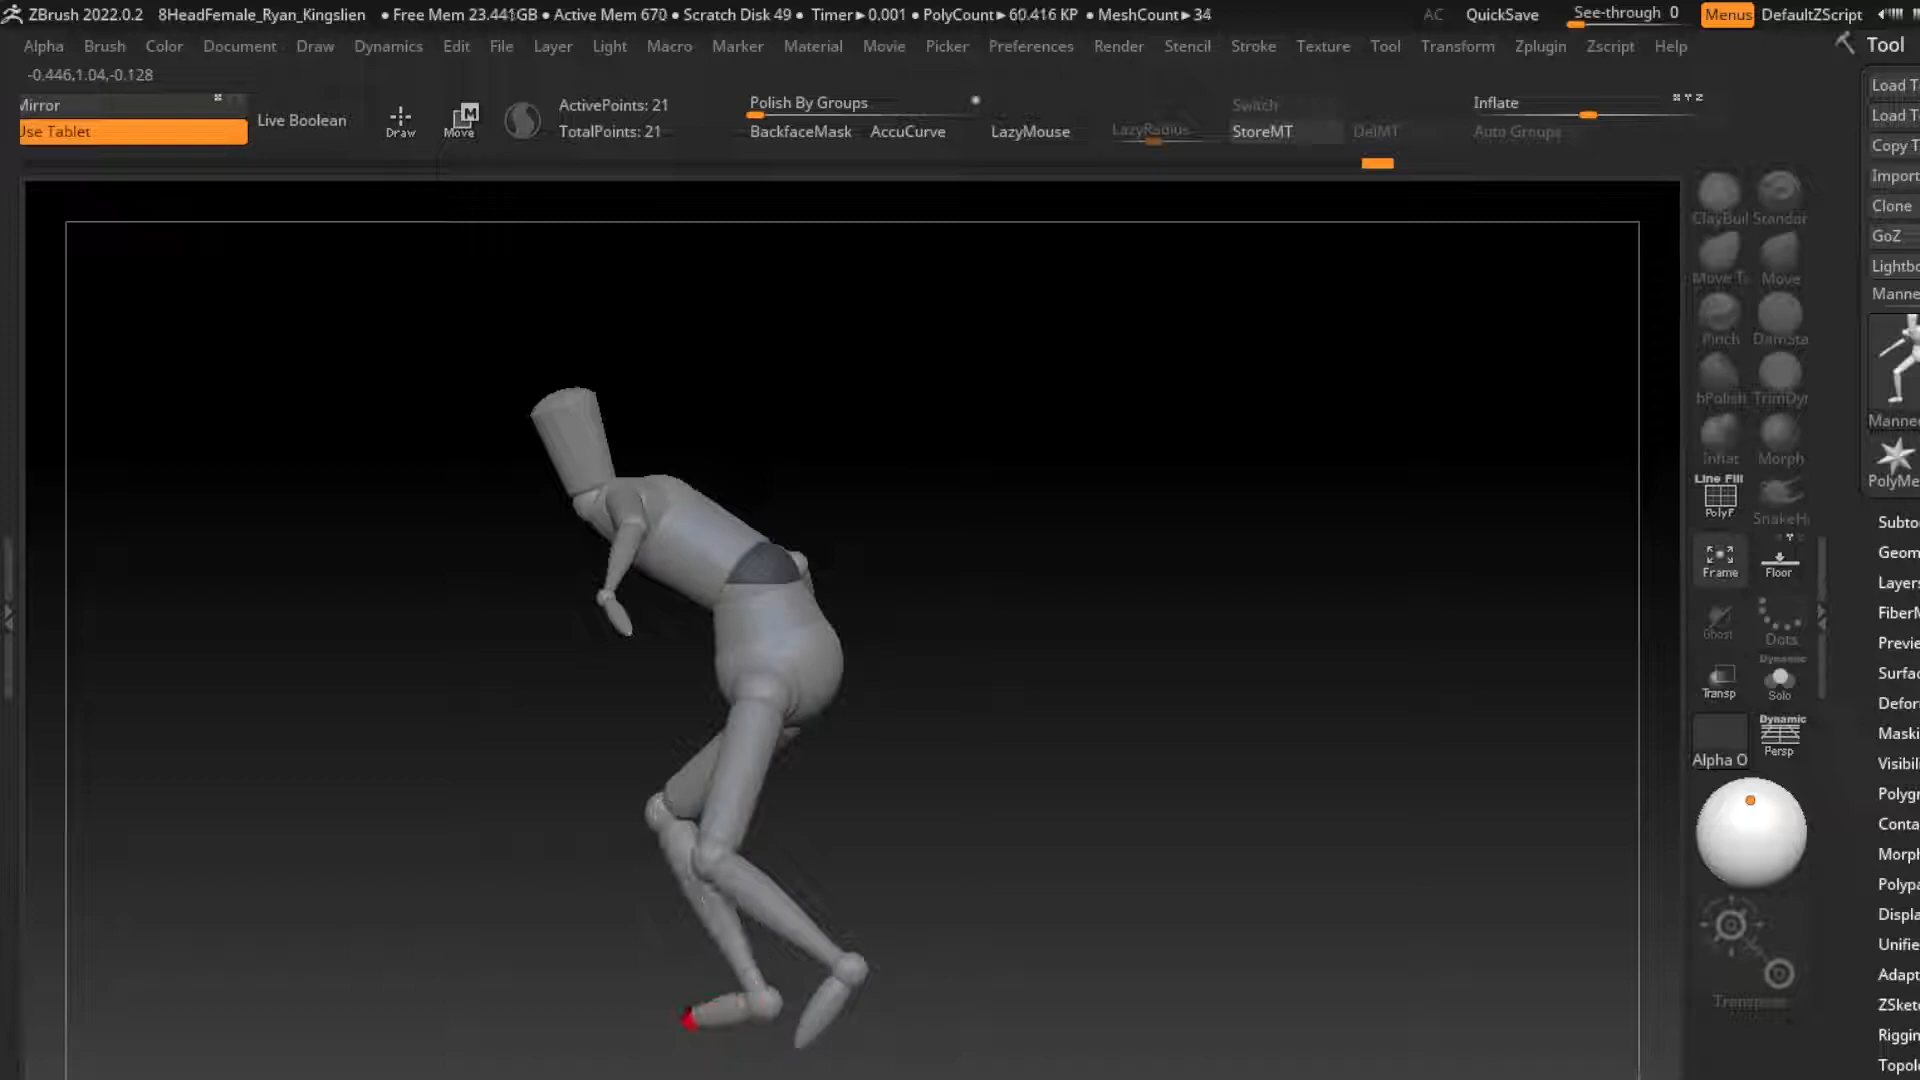 ZBrush 2022.0.2 8HeadFemale_Ryan_Kingslien • Free Mem 23.441GB • Active Mem 670 • Scratch Disk 49 • Timer▸0.001 • PolyCount▸60.416 KP • MeshCount▸34 AC QuickSave See-through 0 Menus DefaultZScript
Alpha Brush Color Document Draw Dynamics Edit File Layer Light Macro Marker Material Movie Picker Preferences Render Stencil Stroke Texture Tool Transform Zplugin Zscript Help
Tool
-0.446,1.04,-0.128
Mirror
Use Tablet
Live Boolean
Draw
Move
ActivePoints: 21
TotalPoints: 21
Polish By Groups
BackfaceMask AccuCurve LazyMouse LazyRadius
Switch
StoreMT DelMT
Inflate X Y Z
Auto Groups
Load T
Load T
Copy T
Import
Clone
GoZ
Lightbo
Manne
Manne
PolyMe
ClayBuil Standar
Move T Move
Pinch DamSta
hPolish TrimDyr
Inflat Morph
Line Fill
PolyF
SnakeH
Frame Floor
Ghost Dots
Dynamic
Transp Solo
Dynamic
Persp
Alpha O
Transpose
Subto
Geom
Layers
FiberM
Previe
Surfac
Defor
Maski
Visibili
Polygr
Conta
Morph
Polypa
Displa
Unifie
Adapt
ZSket
Riggin
Topol